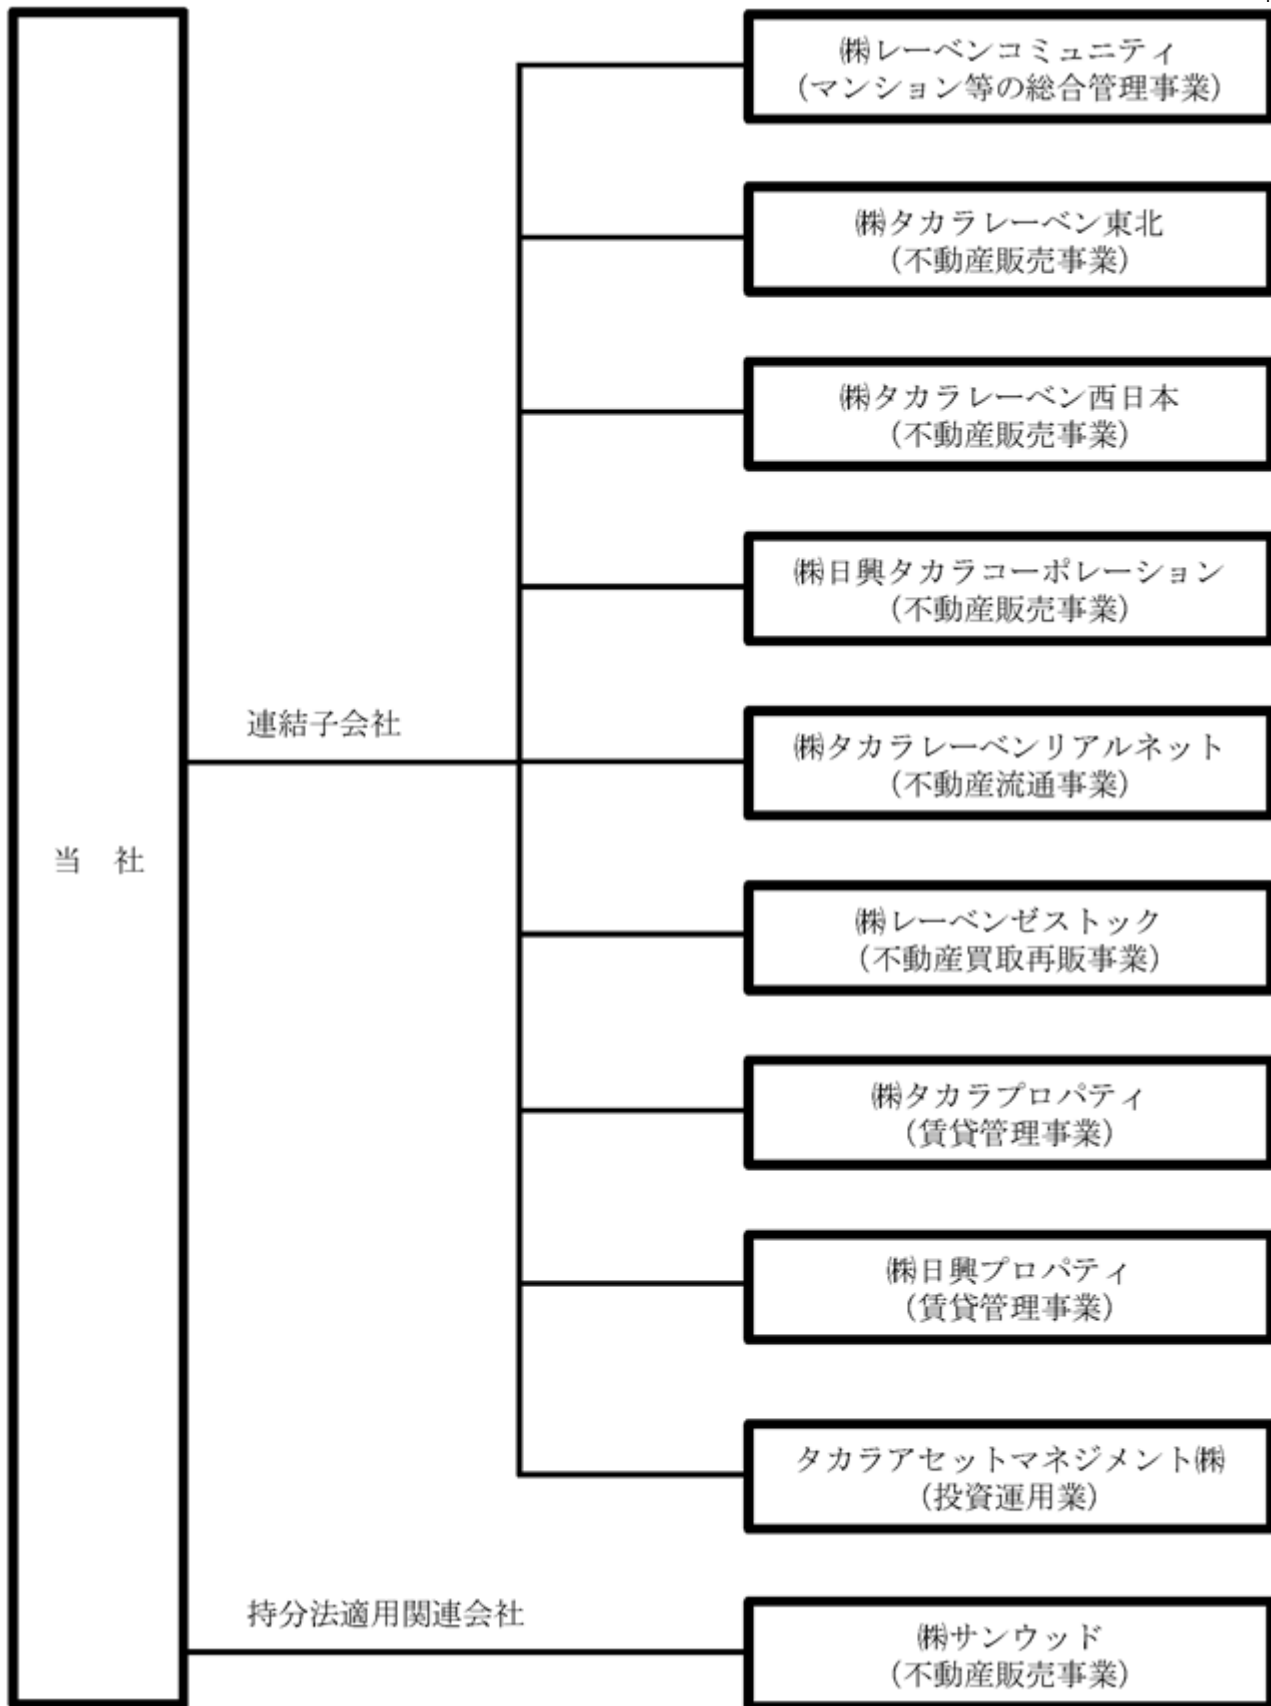 当 社
連結子会社
㈱レーベンコミュニティ
(マンション等の総合管理事業)
㈱タカラレーベン東北
(不動産販売事業)
㈱タカラレーベン西日本
(不動産販売事業)
㈱日興タカラコーポレーション
(不動産販売事業)
㈱タカラレーベンリアルネット
(不動産流通事業)
㈱レーベンゼストック
(不動産買取再販事業)
㈱タカラプロパティ
(賃貸管理事業)
㈱日興プロパティ
(賃貸管理事業)
タカラアセットマネジメント㈱
(投資運用業)
持分法適用関連会社
㈱サンウッド
(不動産販売事業)